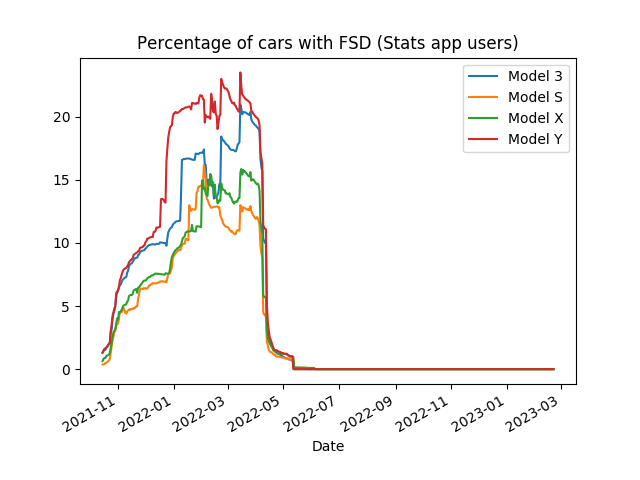 Percentage of cars with FSD (Stats app users)
Model 3
Model S
Model X
Model Y
20
15
10
5
0
2021-11
2022-01
2022-03
2022-05
2022-07
2022-09
2022-11
2023-01
2023-03
Date